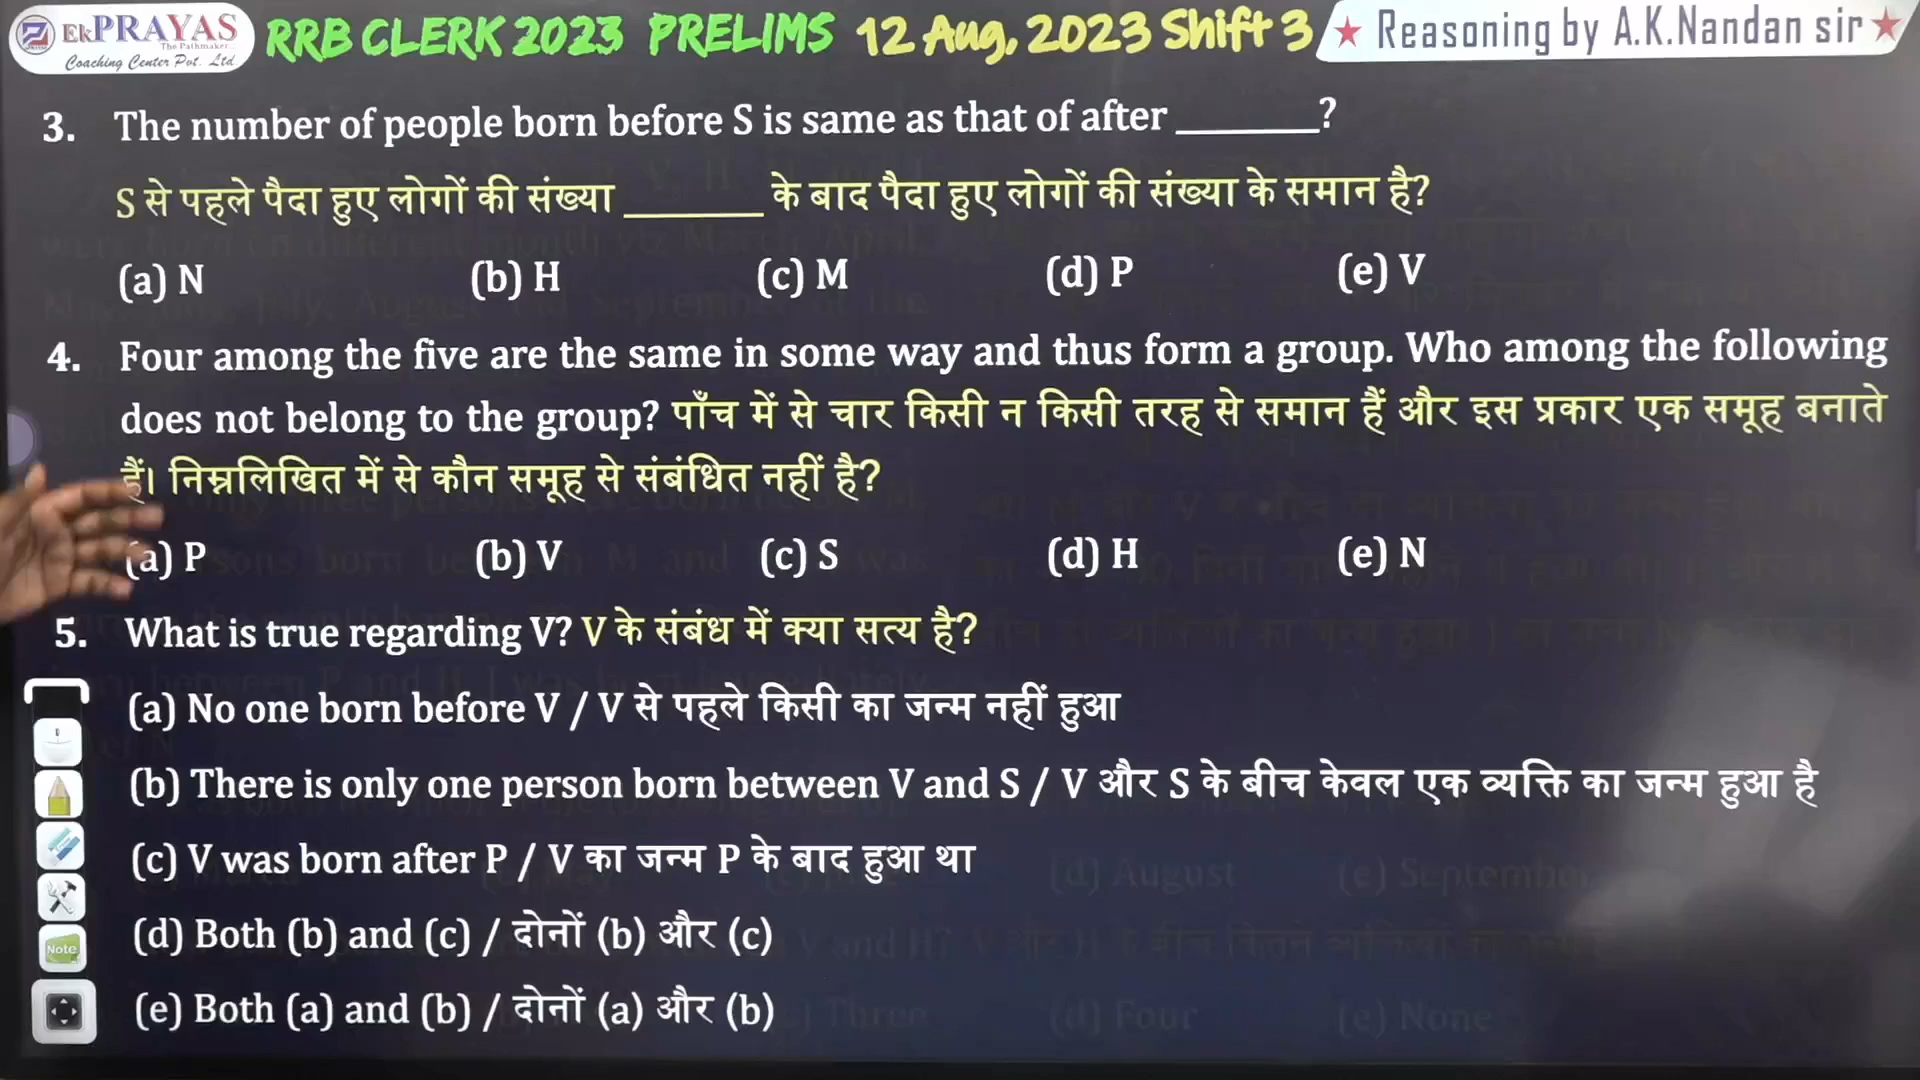 EkPRAYAS
The Pathmaker...
Coaching Center Pvt. Ltd
RRB CLERK 2023 PRELIMS 12 Aug, 2023 Shift 3
★ Reasoning by A.K.Nandan sir ★
3. The number of people born before S is same as that of after ________?
S से पहले पैदा हुए लोगों की संख्या ________ के बाद पैदा हुए लोगों की संख्या के समान है?
(a) N (b) H (c) M (d) P (e) V
4. Four among the five are the same in some way and thus form a group. Who among the following
does not belong to the group? पाँच में से चार किसी न किसी तरह से समान हैं और इस प्रकार एक समूह बनाते
हैं। निम्नलिखित में से कौन समूह से संबंधित नहीं है?
(a) P (b) V (c) S (d) H (e) N
5. What is true regarding V? V के संबंध में क्या सत्य है?
(a) No one born before V / V से पहले किसी का जन्म नहीं हुआ
(b) There is only one person born between V and S / V और S के बीच केवल एक व्यक्ति का जन्म हुआ है
(c) V was born after P / V का जन्म P के बाद हुआ था
(d) August (e) September
(d) Both (b) and (c) / दोनों (b) और (c)
Note
(e) Both (a) and (b) / दोनों (a) और (b)
Three (d) Four (e) None